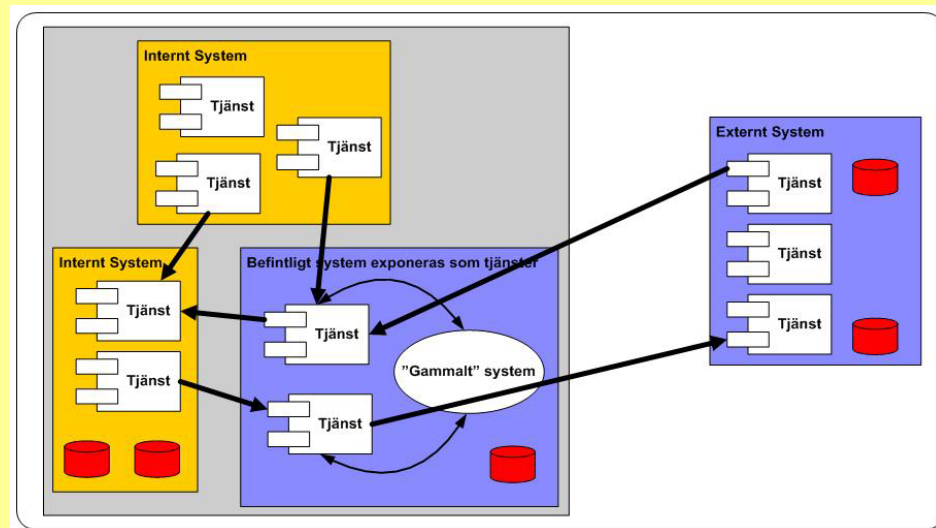 Internt System
Tjänst
Tjänst
Tjänst
Internt System
Tjänst
Tjänst
Befintligt system exponeras som tjänster
Tjänst
"Gammalt" system
Tjänst
Externt System
Tjänst
Tjänst
Tjänst